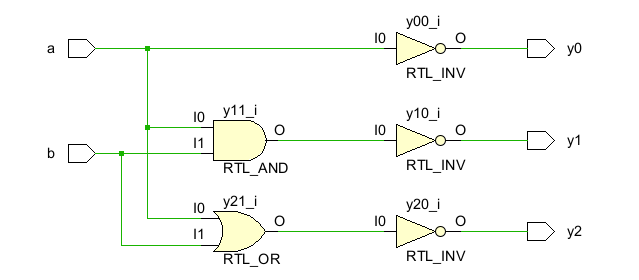 y00_i
a I0 O y0
RTL_INV
y11_i y10_i
I0 O I0 O y1
b I1
RTL_AND RTL_INV
y21_i y20_i
I0 O I0 O y2
I1
RTL_OR RTL_INV